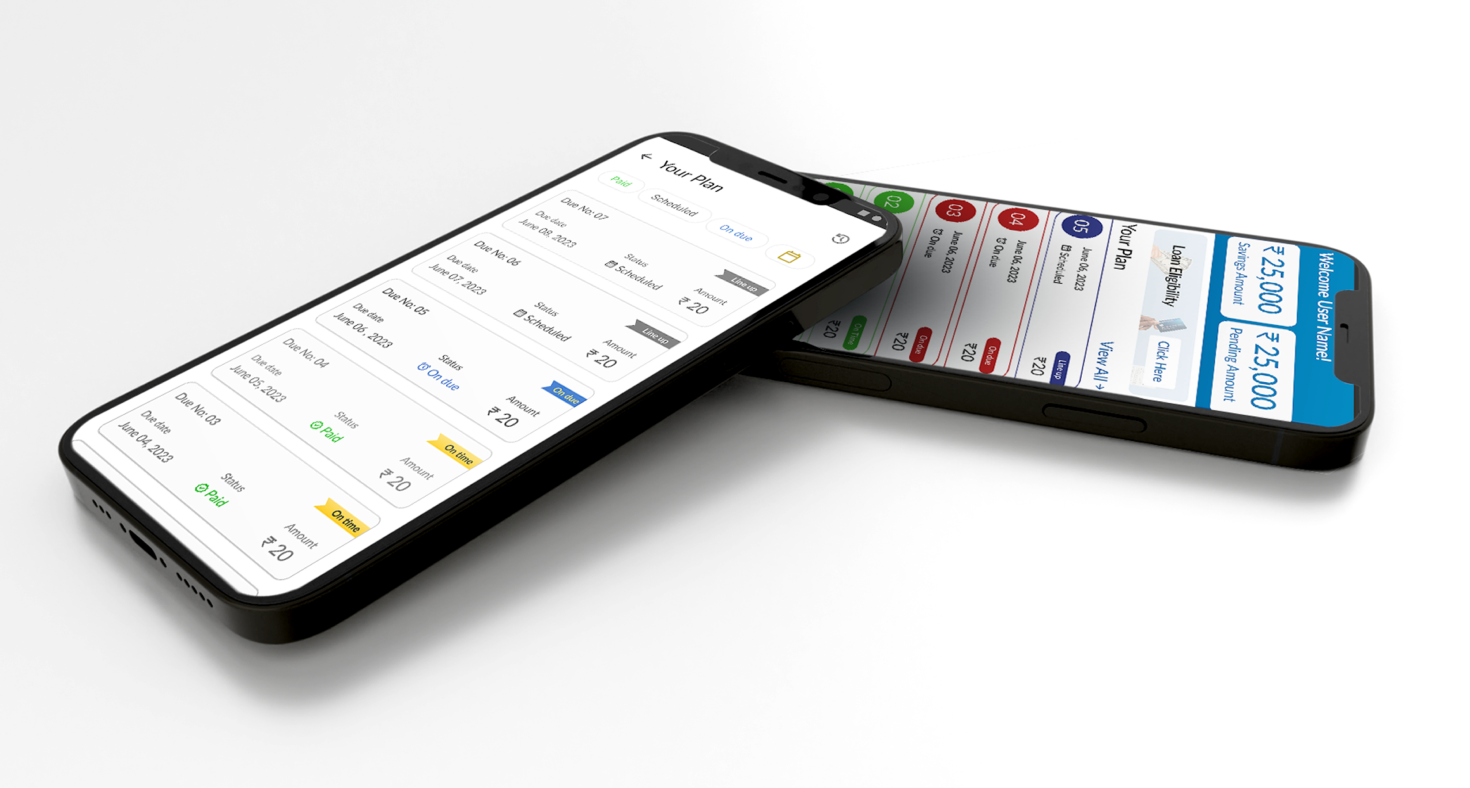 Your Plan
Paid
Scheduled
On due
Due No: 07
Line up
Due date
Status
Amount
June 08, 2023
Scheduled
₹ 20
Due No: 06
Line up
Due date
Status
Amount
June 07, 2023
Scheduled
₹ 20
Due No: 05
On due
Due date
Status
Amount
June 06, 2023
On due
₹ 20
Due No: 04
On time
Due date
Status
Amount
June 05, 2023
Paid
₹ 20
Due No: 03
On time
Due date
Status
Amount
June 04, 2023
Paid
₹ 20
Welcome User Name!
₹ 25,000
Savings Amount
₹ 25,000
Pending Amount
Loan Eligibility
Click Here
Your Plan
View All
05
June 06, 2023
Scheduled
Line up
₹20
04
June 06, 2023
On due
On due
₹20
03
June 06, 2023
On due
On due
₹20
02
On Time
₹20